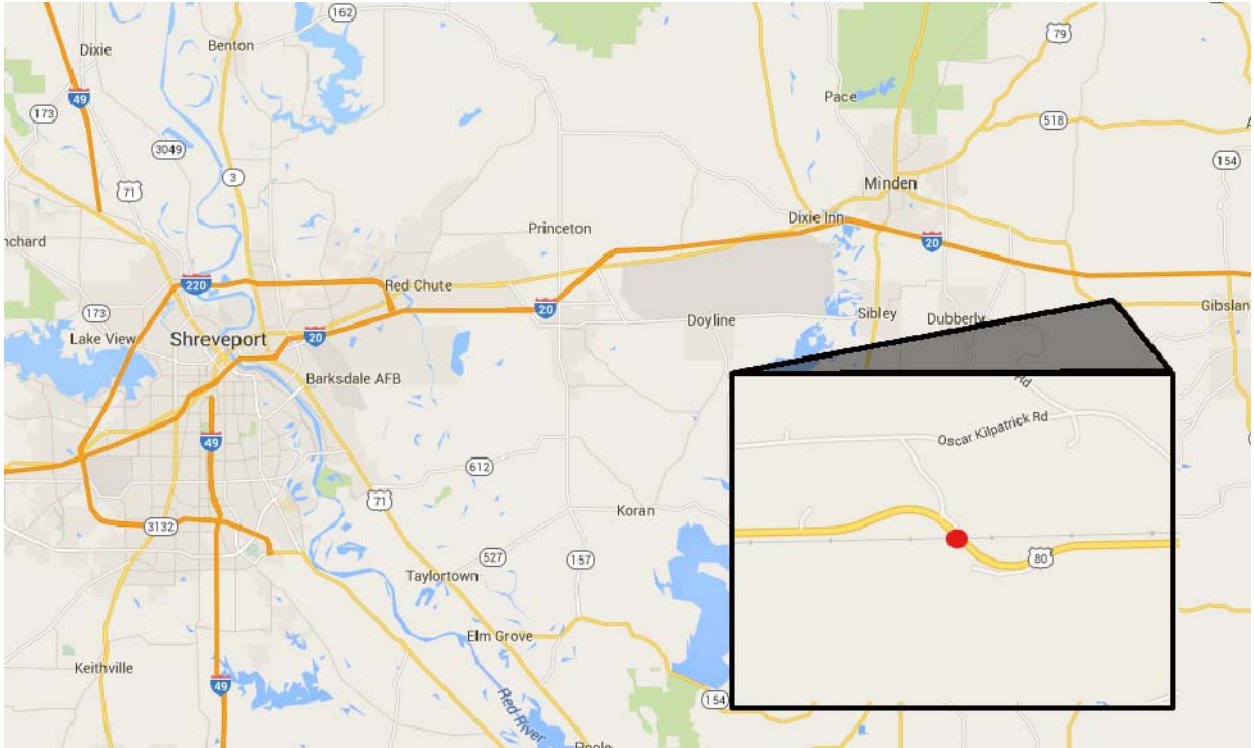 162
Dixie
Benton
79
49
Pace
173
518
3049
154
71
3
Minden
Dixie Inn
Princeton
nchard
20
220
Red Chute
20
173
Gibslan
Lake View
Shreveport
20
Doyline
Sibley
Dubberly
Barksdale AFB
Rd
Oscar Kilpatrick Rd
49
612
71
Koran
3132
527
157
80
Taylortown
Elm Grove
Keithville
49
Red River
154